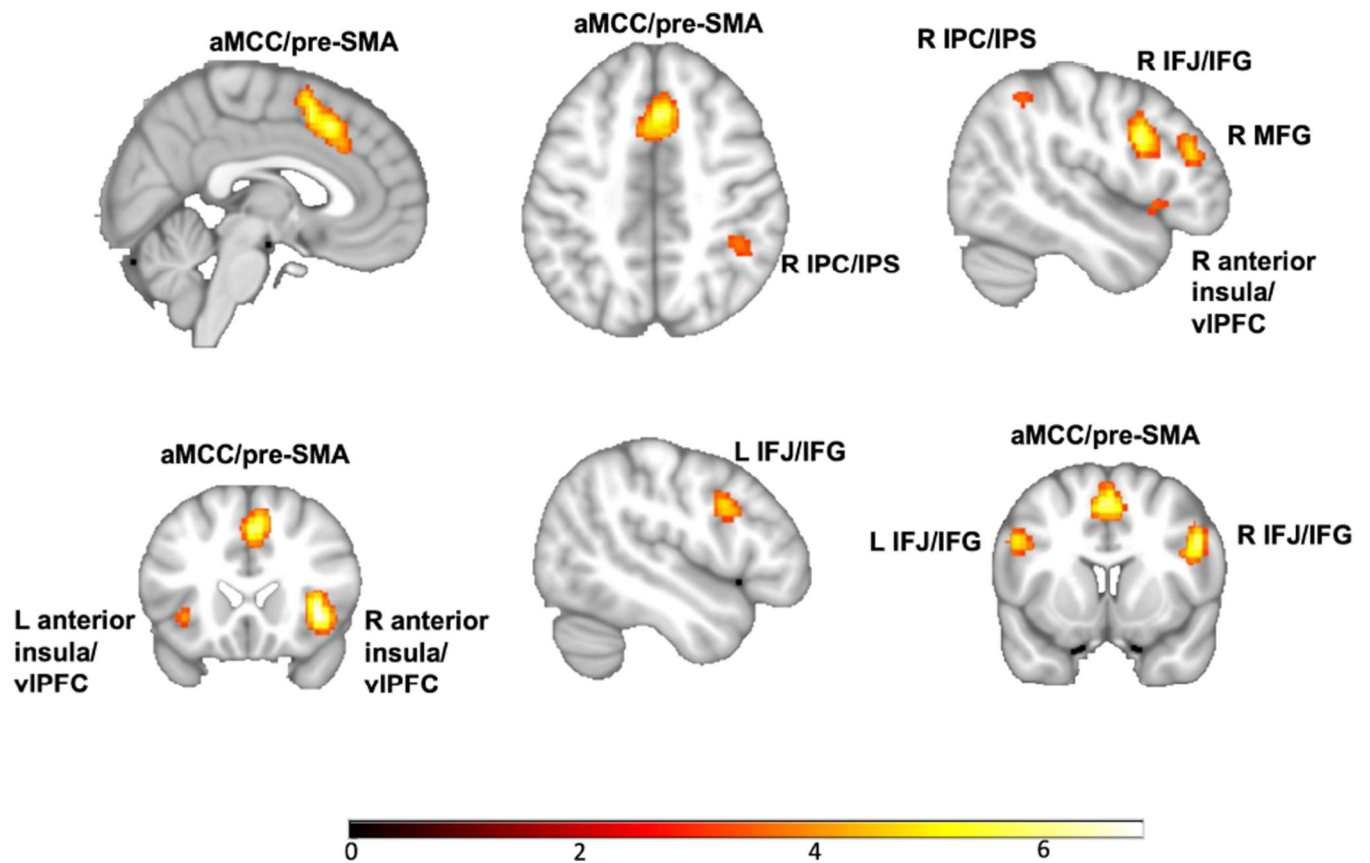 aMCC/pre-SMA
aMCC/pre-SMA
R IPC/IPS
R IFJ/IFG
R MFG
R IPC/IPS
R anterior
insula/
vlPFC
aMCC/pre-SMA
L anterior
insula/
vlPFC
R anterior
insula/
vlPFC
L IFJ/IFG
aMCC/pre-SMA
L IFJ/IFG
R IFJ/IFG
0 2 4 6